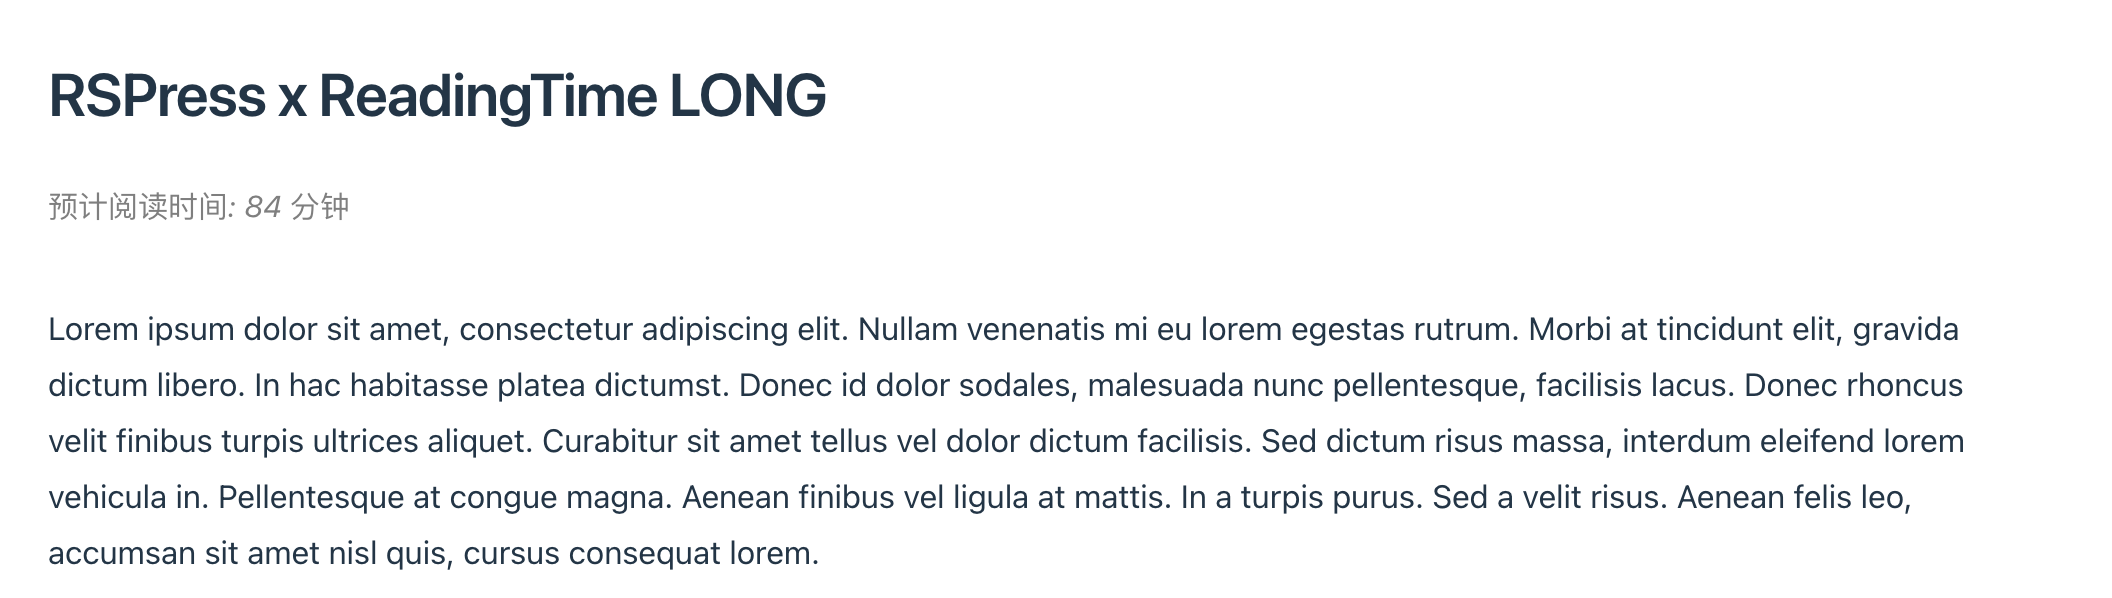 RSPress x ReadingTime LONG
预计阅读时间: 84 分钟
Lorem ipsum dolor sit amet, consectetur adipiscing elit. Nullam venenatis mi eu lorem egestas rutrum. Morbi at tincidunt elit, gravida
dictum libero. In hac habitasse platea dictumst. Donec id dolor sodales, malesuada nunc pellentesque, facilisis lacus. Donec rhoncus
velit finibus turpis ultrices aliquet. Curabitur sit amet tellus vel dolor dictum facilisis. Sed dictum risus massa, interdum eleifend lorem
vehicula in. Pellentesque at congue magna. Aenean finibus vel ligula at mattis. In a turpis purus. Sed a velit risus. Aenean felis leo,
accumsan sit amet nisl quis, cursus consequat lorem.